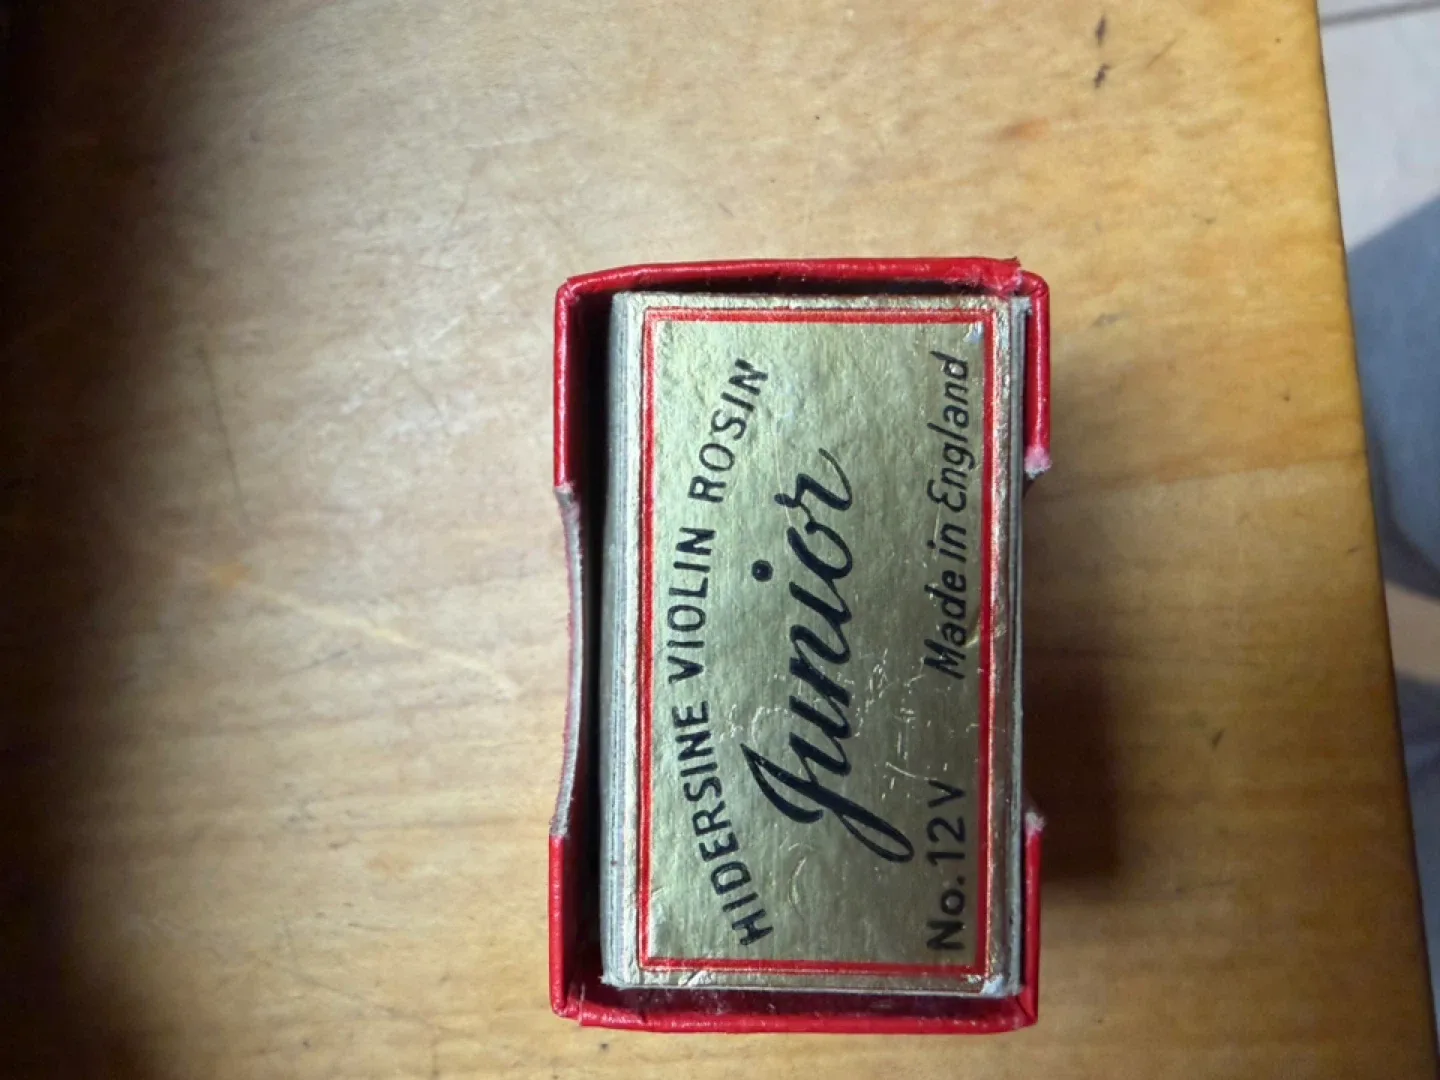 HIDERSINE VIOLIN ROSIN
Junior
No.12V Made in England